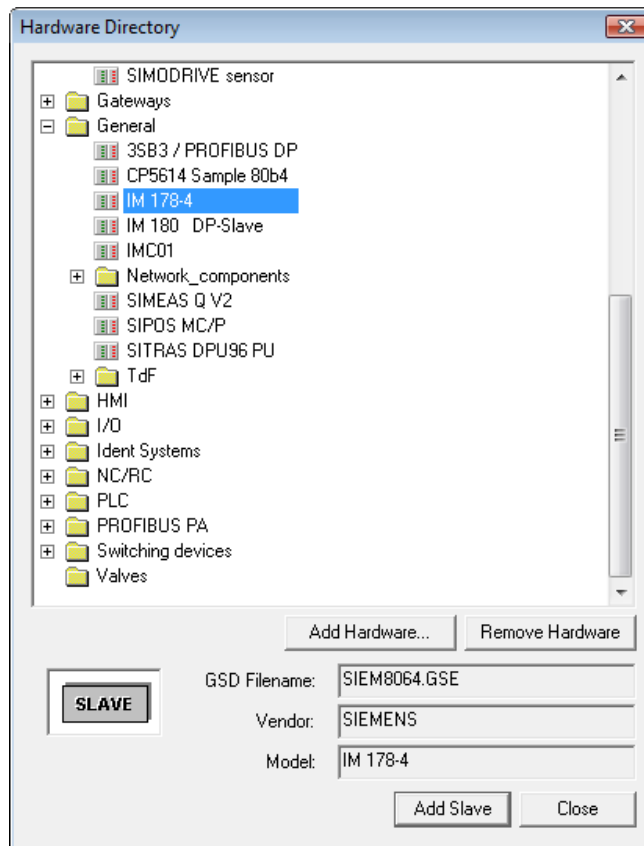 Hardware Directory
SIMODRIVE sensor
Gateways
General
3SB3 / PROFIBUS DP
CP5614 Sample 80b4
IM 178-4
IM 180 DP-Slave
IMC01
Network_components
SIMEAS Q V2
SIPOS MC/P
SITRAS DPU96 PU
TdF
HMI
I/O
Ident Systems
NC/RC
PLC
PROFIBUS PA
Switching devices
Valves
Add Hardware... Remove Hardware
SLAVE
GSD Filename: SIEM8064.GSE
Vendor: SIEMENS
Model: IM 178-4
Add Slave Close